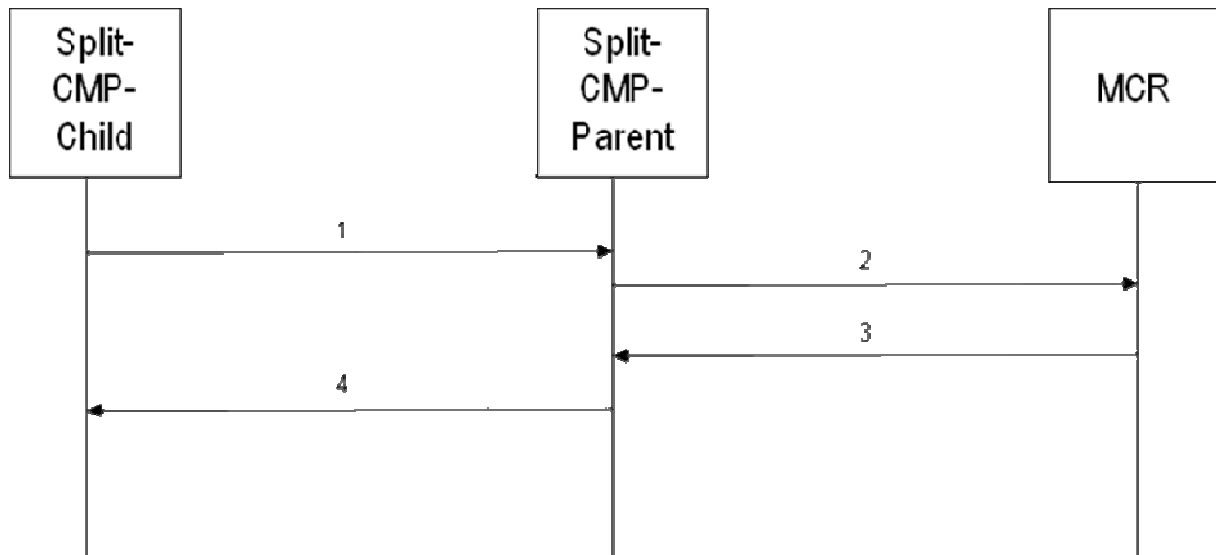 Split-
CMP-
Child
Split-
CMP-
Parent
MCR
1
2
3
4